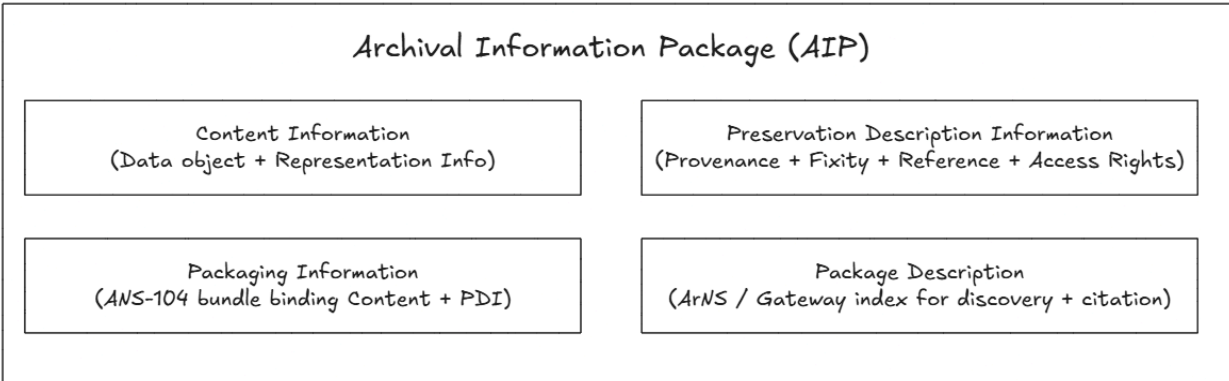 Archival Information Package (AIP)
Content Information
(Data object + Representation Info)
Preservation Description Information
(Provenance + Fixity + Reference + Access Rights)
Packaging Information
(ANS-104 bundle binding Content + PDI)
Package Description
(ArNS / Gateway index for discovery + citation)